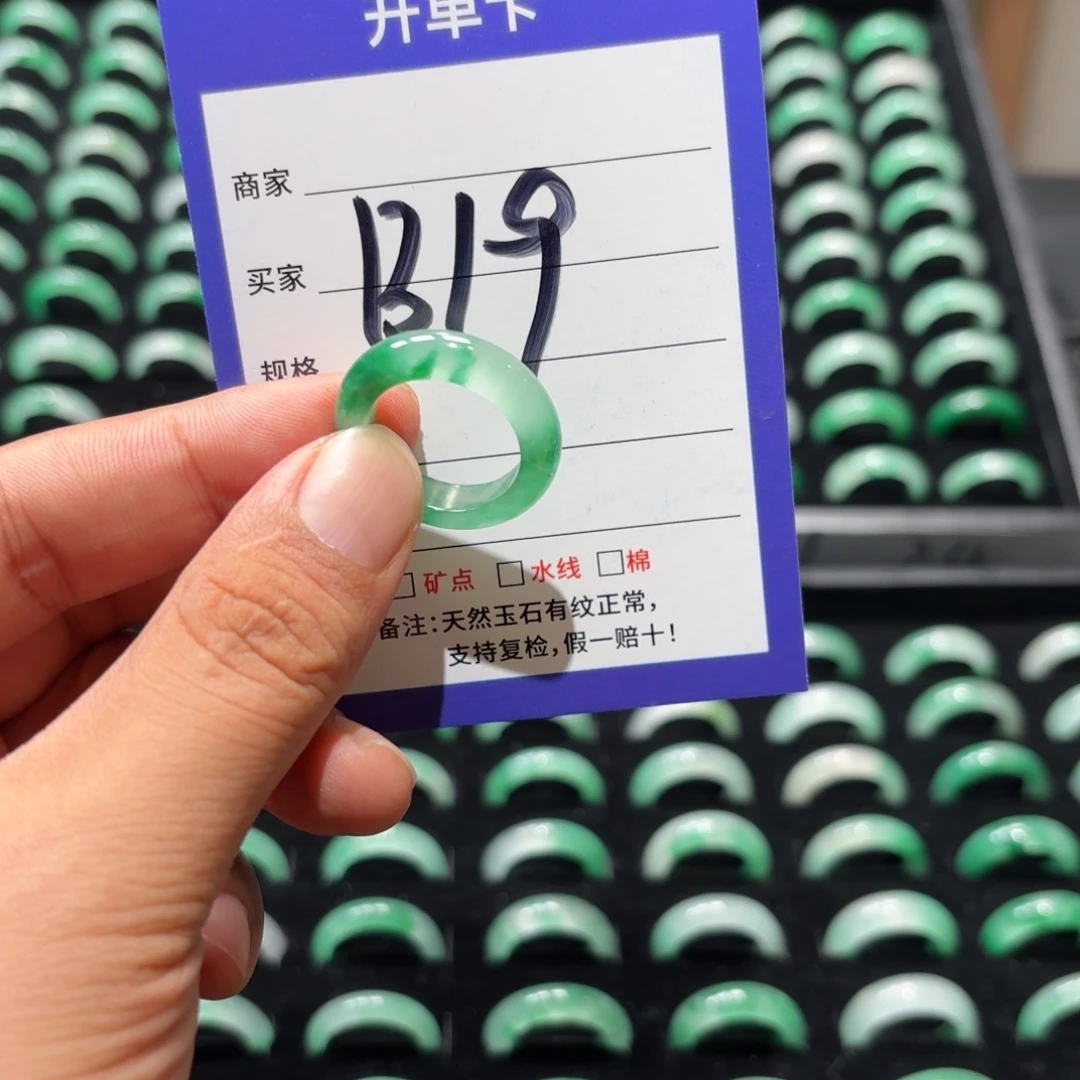 开单卡
商家
B19
买家
规格
□矿点 □水线 □棉
备注:天然玉石有纹正常,
支持复检,假一赔十!